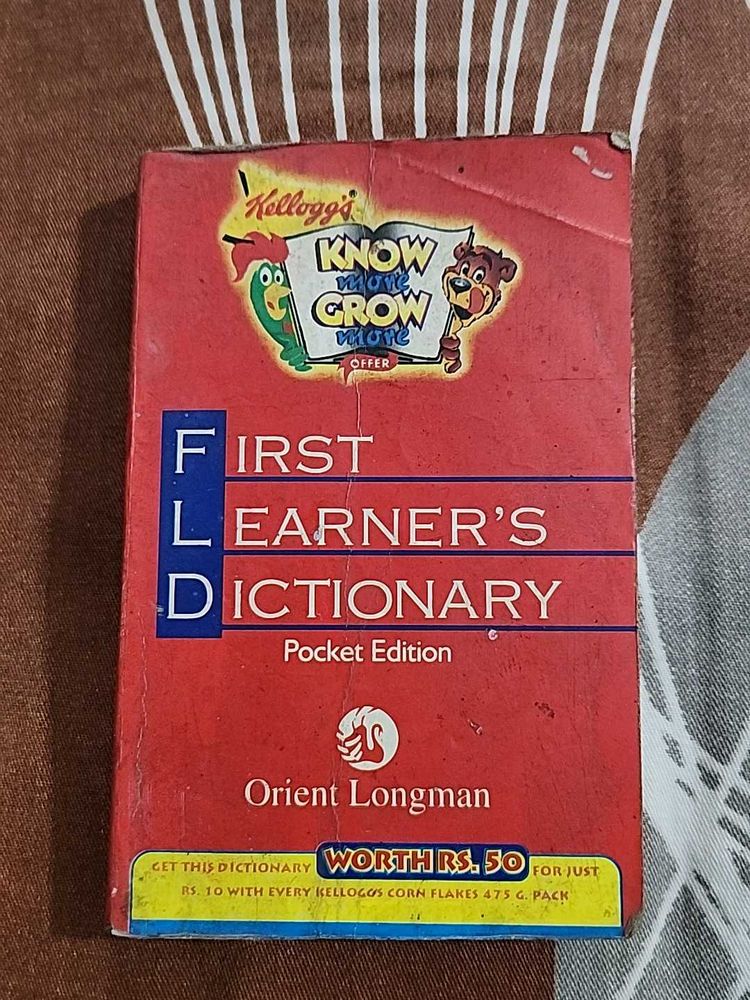 Kellogg's
KNOW
more
GROW
more
OFFER
FIRST
LEARNER'S
DICTIONARY
Pocket Edition
Orient Longman
GET THIS DICTIONARY WORTH RS. 50 FOR JUST
RS. 10 WITH EVERY KELLOGGS CORN FLAKES 475 G. PACK